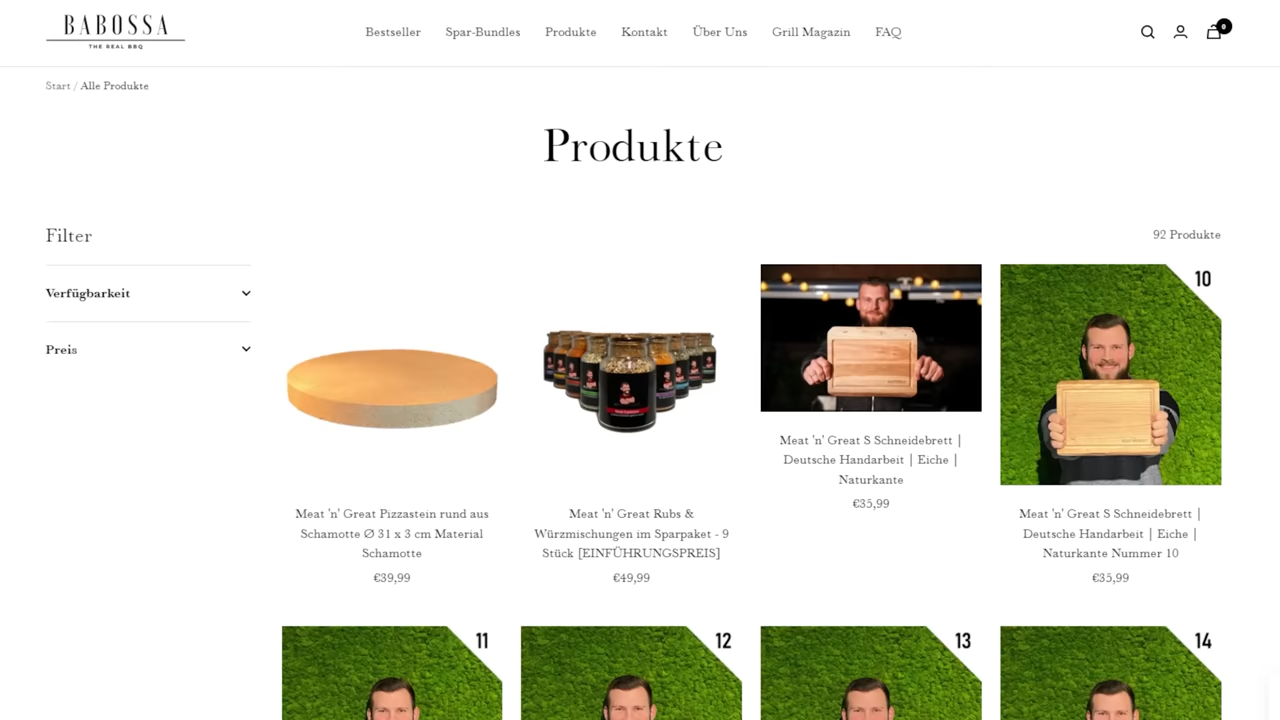 BABOSSA
THE REAL BBQ
Bestseller
Spar-Bundles
Produkte
Kontakt
Über Uns
Grill Magazin
FAQ
0
Start / Alle Produkte
Produkte
Filter
92 Produkte
Verfügbarkeit
Preis
10
Meat 'n' Great Pizzastein rund aus
Schamotte Ø 31 x 3 cm Material
Schamotte
€39,99
Meat 'n' Great Rubs &
Würzmischungen im Sparpaket - 9
Stück [EINFÜHRUNGSPREIS]
€49,99
Meat 'n' Great S Schneidebrett |
Deutsche Handarbeit | Eiche |
Naturkante
€35,99
Meat 'n' Great S Schneidebrett |
Deutsche Handarbeit | Eiche |
Naturkante Nummer 10
€35,99
11
12
13
14